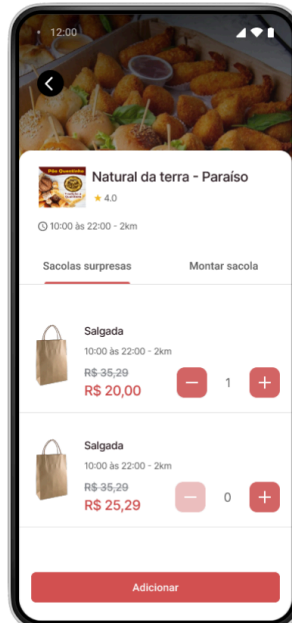 12:00
Pão Quentinho
Natural da terra - Paraíso
★ 4.0
10:00 às 22:00 - 2km
Sacolas surpresas Montar sacola
Salgada
10:00 às 22:00 - 2km
R$ 35,29
R$ 20,00
1
Salgada
10:00 às 22:00 - 2km
R$ 35,29
R$ 25,29
0
Adicionar